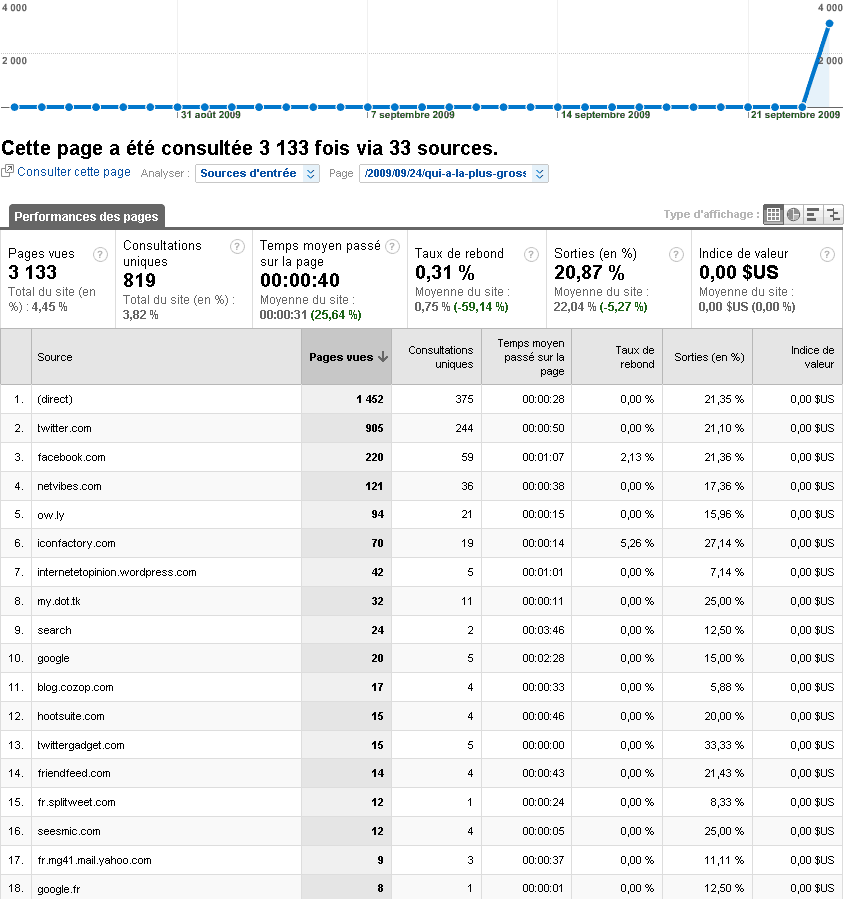 4 000 4 000
2 000 2 000
31 août 2009 7 septembre 2009 14 septembre 2009 21 septembre 2009
Cette page a été consultée 3 133 fois via 33 sources.
Consulter cette page Analyser : Sources d'entrée Page /2009/09/24/qui-a-la-plus-gross
Performances des pages Type d'affichage :
Pages vues ?
3 133
Total du site (en
%) : 4,45 %
Consultations ?
uniques
819
Total du site (en %) :
3,82 %
Temps moyen passé ?
sur la page
00:00:40
Moyenne du site :
00:00:31 (25,64 %)
Taux de rebond ?
0,31 %
Moyenne du site :
0,75 % (-59,14 %)
Sorties (en %) ?
20,87 %
Moyenne du site :
22,04 % (-5,27 %)
Indice de valeur ?
0,00 $US
Moyenne du site :
0,00 $US (0,00 %)
Source
Pages vues
Consultations
uniques
Temps moyen
passé sur la
page
Taux de
rebond
Sorties (en %)
Indice de
valeur
1. (direct) 1 452 375 00:00:28 0,00 % 21,35 % 0,00 $US
2. twitter.com 905 244 00:00:50 0,00 % 21,10 % 0,00 $US
3. facebook.com 220 59 00:01:07 2,13 % 21,36 % 0,00 $US
4. netvibes.com 121 36 00:00:38 0,00 % 17,36 % 0,00 $US
5. ow.ly 94 21 00:00:15 0,00 % 15,96 % 0,00 $US
6. iconfactory.com 70 19 00:00:14 5,26 % 27,14 % 0,00 $US
7. internetetopinion.wordpress.com 42 5 00:01:01 0,00 % 7,14 % 0,00 $US
8. my.dot.tk 32 11 00:00:11 0,00 % 25,00 % 0,00 $US
9. search 24 2 00:03:46 0,00 % 12,50 % 0,00 $US
10. google 20 5 00:02:28 0,00 % 15,00 % 0,00 $US
11. blog.cozop.com 17 4 00:00:33 0,00 % 5,88 % 0,00 $US
12. hootsuite.com 15 4 00:00:46 0,00 % 20,00 % 0,00 $US
13. twittergadget.com 15 5 00:00:00 0,00 % 33,33 % 0,00 $US
14. friendfeed.com 14 4 00:00:43 0,00 % 21,43 % 0,00 $US
15. fr.splitweet.com 12 1 00:00:24 0,00 % 8,33 % 0,00 $US
16. seesmic.com 12 4 00:00:05 0,00 % 25,00 % 0,00 $US
17. fr.mg41.mail.yahoo.com 9 3 00:00:37 0,00 % 11,11 % 0,00 $US
18. google.fr 8 1 00:00:01 0,00 % 12,50 % 0,00 $US